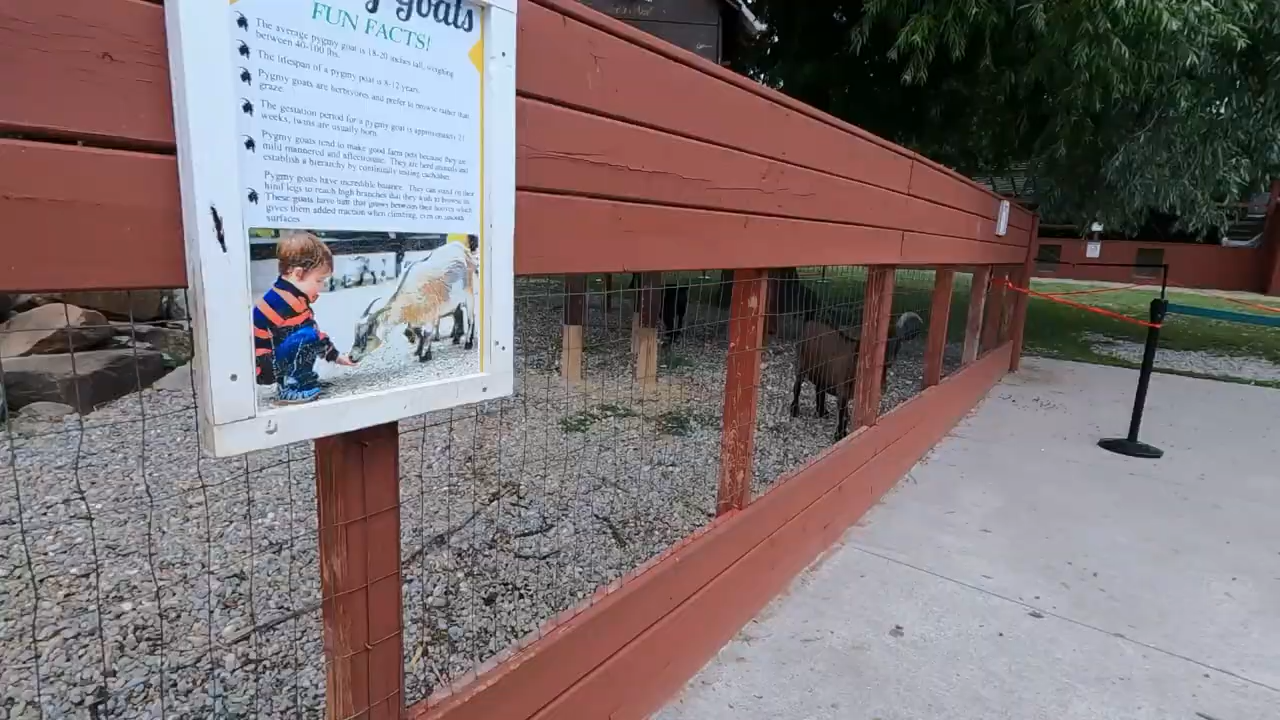 goats
FUN FACTS!
The average pygmy goat is 18-20 inches tall, weighing
between 40-100 lbs.
The lifespan of a pygmy goat is 8-12 years.
Pygmy goats are herbivores and prefer to browse rather than
graze.
The gestation period for a pygmy goat is approximately 21
weeks, twins are usually born.
Pygmy goats tend to make good farm pets because they are
mild mannered and affectionate. They are herd animals and
establish a hierarchy by continually testing eachother.
Pygmy goats have incredible balance. They can stand on their
hind legs to reach high branches that they wish to browse on.
These goats have hair that grows between their hooves which
gives them added traction when climbing, even on smooth
surfaces.